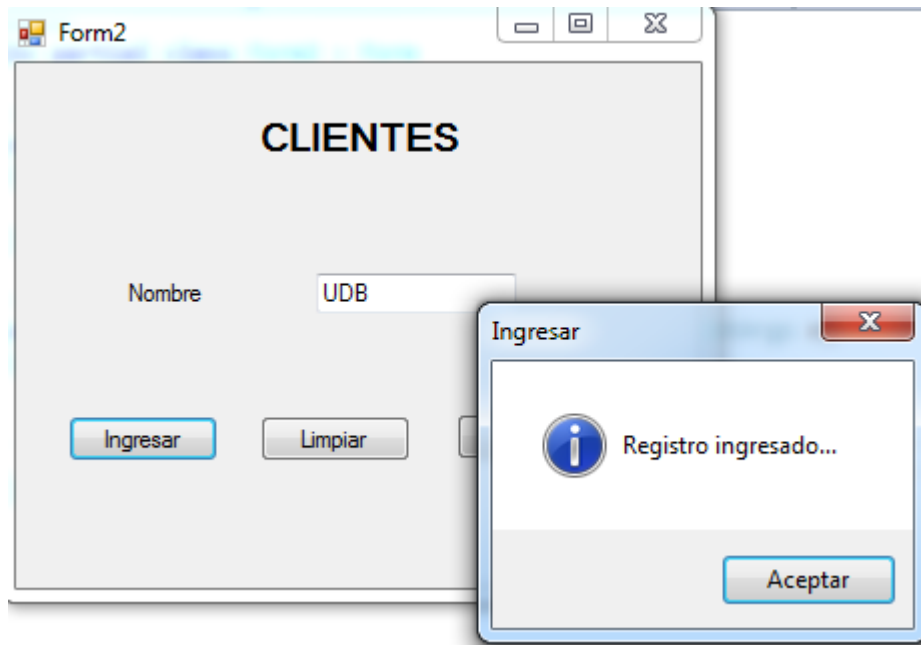 Form2
CLIENTES
Nombre
UDB
Ingresar
Limpiar
Ingresar
Registro ingresado...
Aceptar